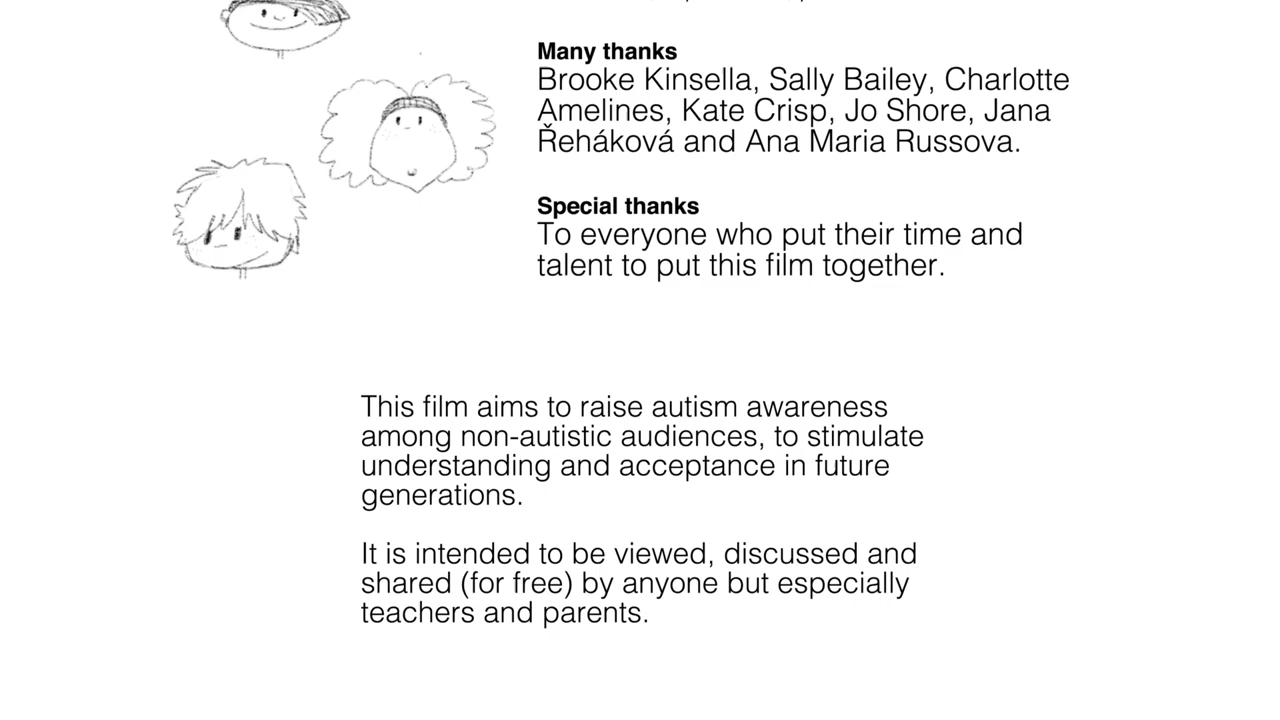 Many thanks
Brooke Kinsella, Sally Bailey, Charlotte
Amelines, Kate Crisp, Jo Shore, Jana
Řeháková and Ana Maria Russova.
Special thanks
To everyone who put their time and
talent to put this film together.
This film aims to raise autism awareness
among non-autistic audiences, to stimulate
understanding and acceptance in future
generations.
It is intended to be viewed, discussed and
shared (for free) by anyone but especially
teachers and parents.